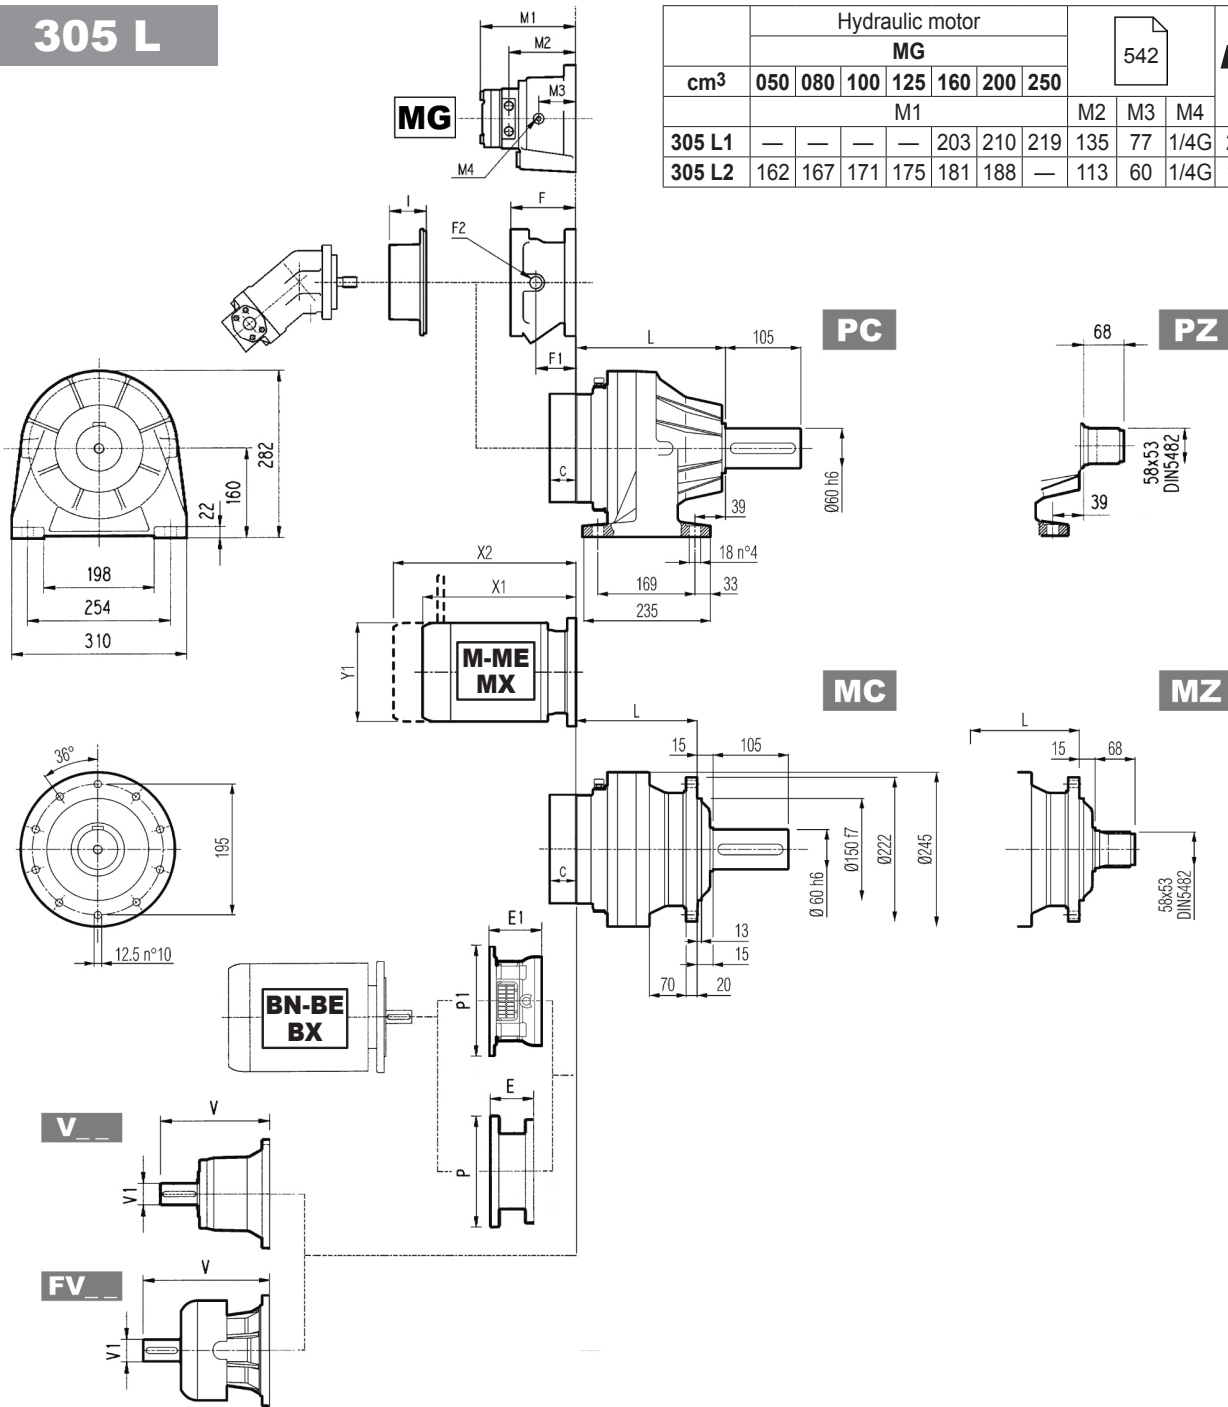 305 L
Hydraulic motor
MG
542
cm3 050 080 100 125 160 200 250
M1 M2 M3 M4
305 L1 — — — — 203 210 219 135 77 1/4G
305 L2 162 167 171 175 181 188 — 113 60 1/4G
M1
M2
M3
MG
M4
I
F
F2
F1
PC
L
105
C
39
Ø60 h6
18 n°4
169
33
235
PZ
68
58x53
DIN5482
39
282
160
22
198
254
310
X2
X1
Y1
M-ME
MX
MC
L
15
105
C
Ø 60 h6
Ø150 f7
Ø222
Ø245
13
15
70
20
MZ
L
15
68
58x53
DIN5482
36°
195
12.5 n°10
BN-BE
BX
E1
P1
E
P
V_ _
V
V1
FV_ _
V
V1